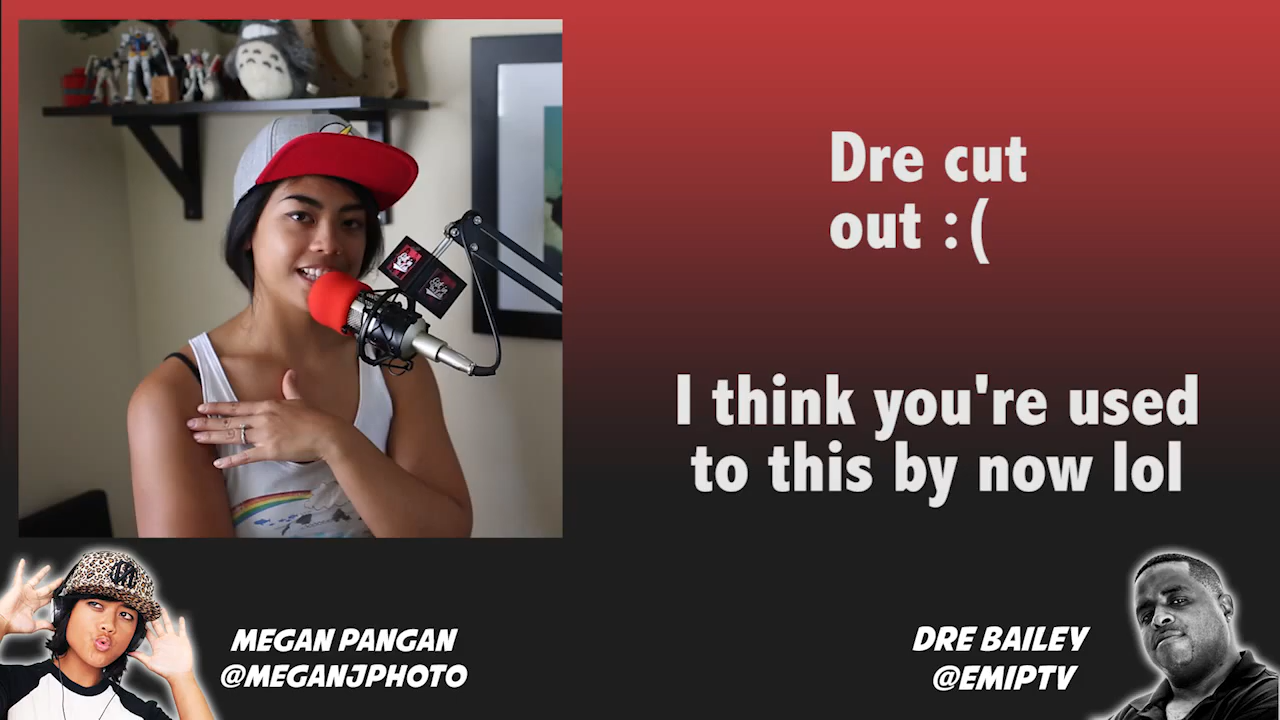 Dre cut
out :(
I think you're used
to this by now lol
MEGAN PANGAN
@MEGANJPHOTO
DRE BAILEY
@EMIPTV